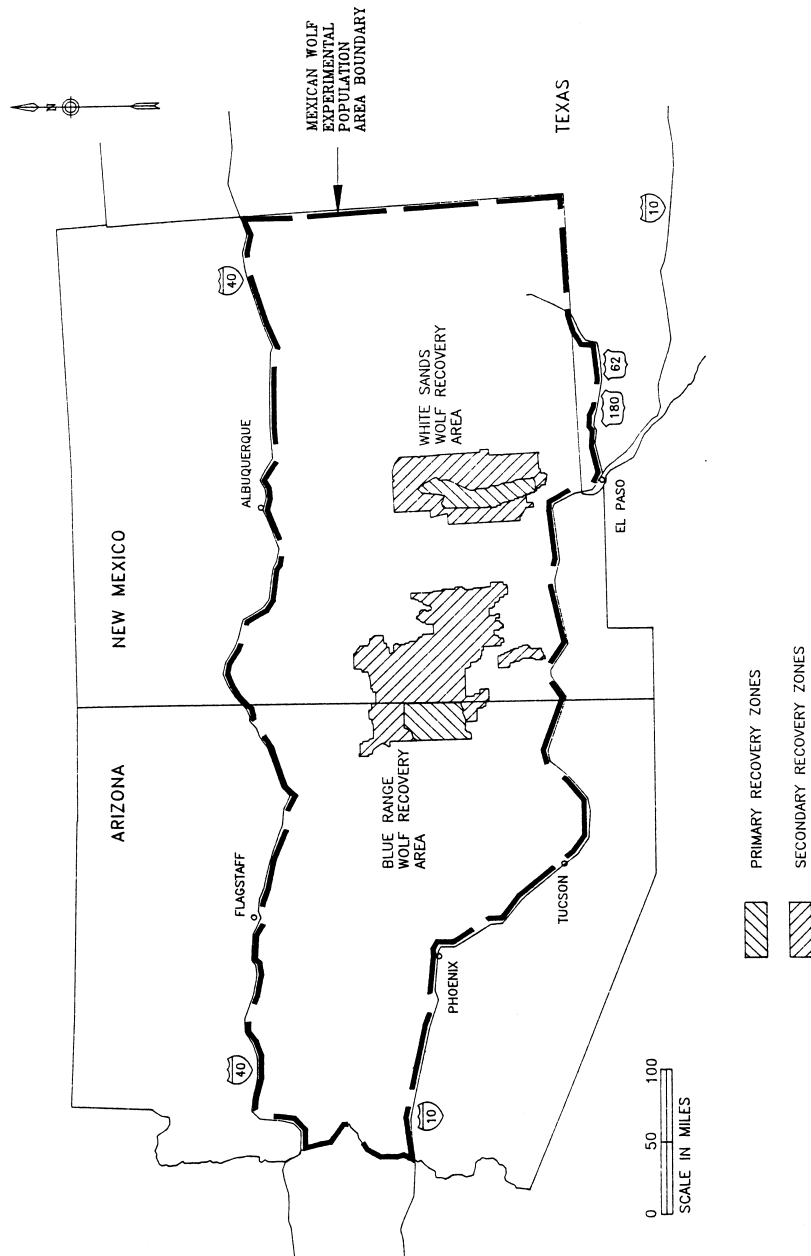 N
MEXICAN WOLF
EXPERIMENTAL
POPULATION
AREA BOUNDARY
NEW MEXICO
ARIZONA
TEXAS
40
40
ALBUQUERQUE
FLAGSTAFF
WHITE SANDS
WOLF RECOVERY
AREA
BLUE RANGE
WOLF RECOVERY
AREA
PHOENIX
TUCSON
EL PASO
180
62
10
10
0 50 100
SCALE IN MILES
PRIMARY RECOVERY ZONES
SECONDARY RECOVERY ZONES